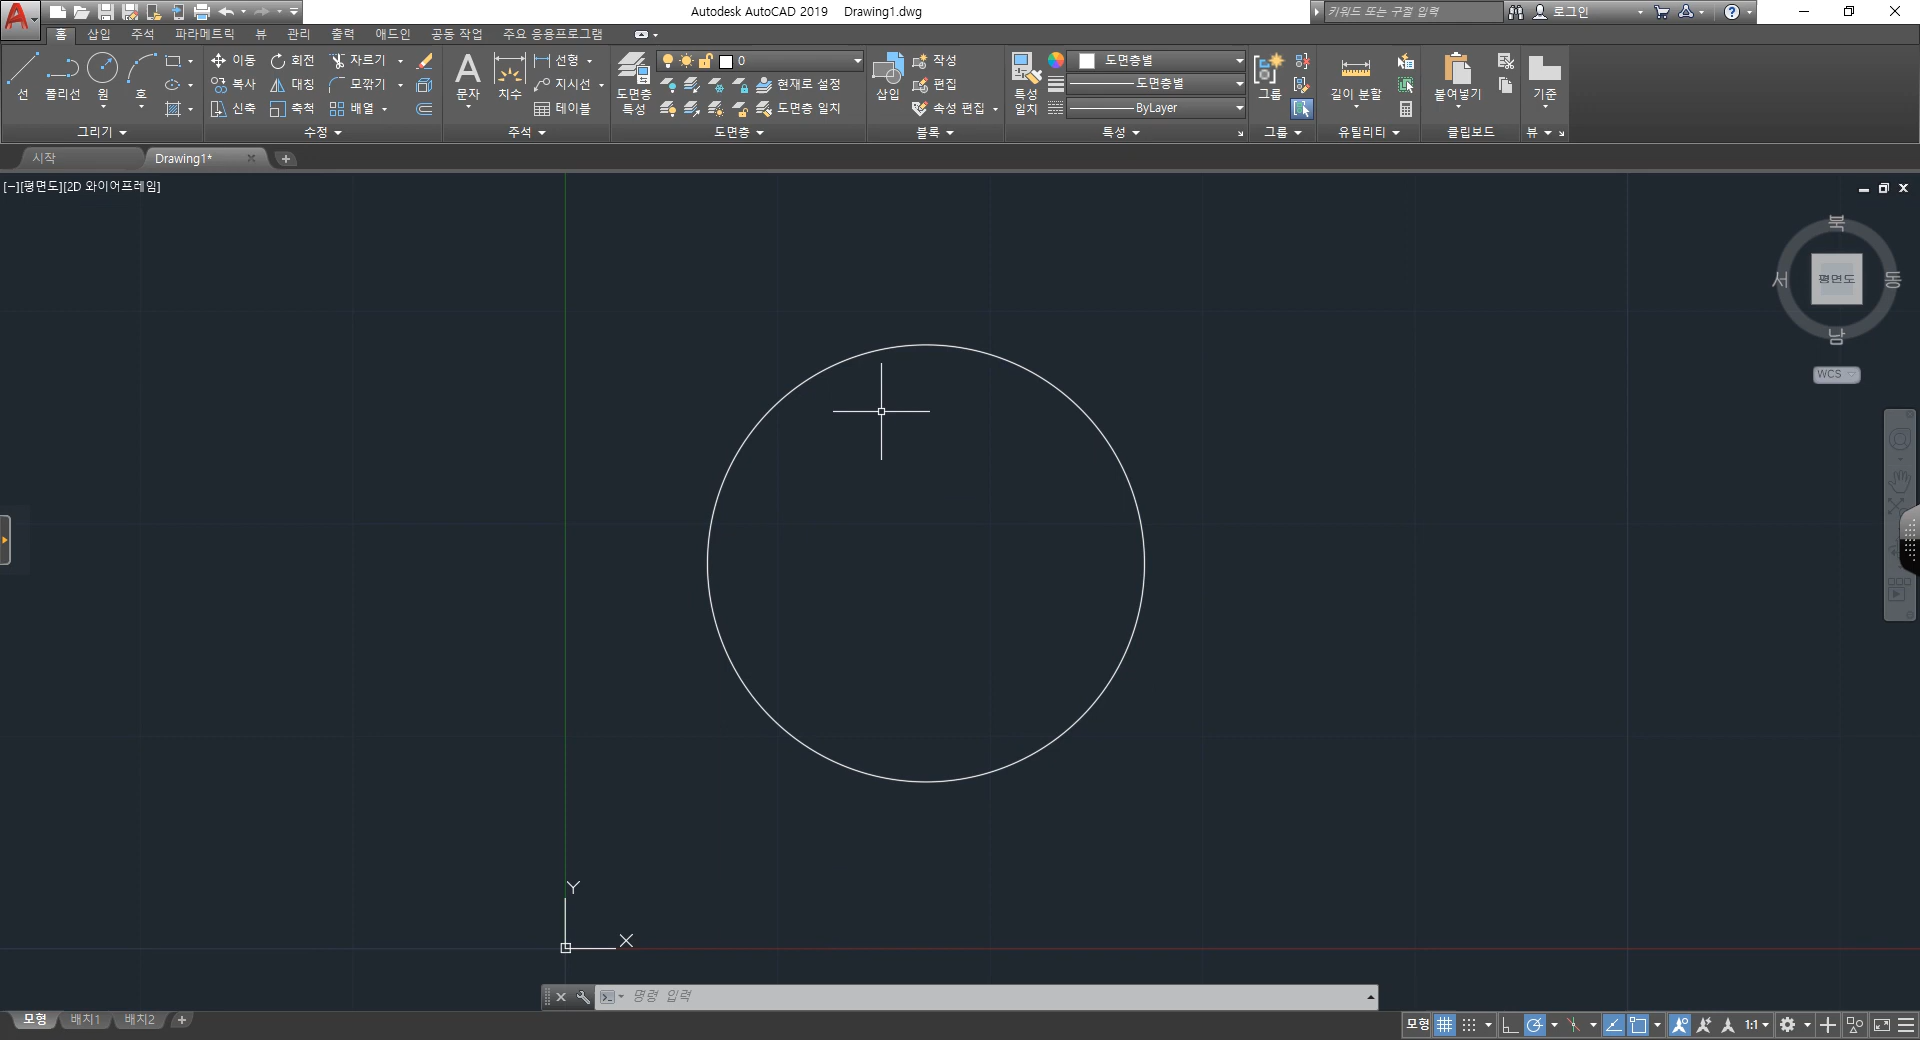 Autodesk AutoCAD 2019 Drawing1.dwg
키워드 또는 구절 입력
로그인
홈 삽입 주석 파라메트릭 뷰 관리 출력 애드인 공동 작업 주요 응용프로그램
선 폴리선 원 호
이동 회전 자르기
복사 대칭 모깎기
신축 축척 배열
문자 치수
선형
지시선
테이블
도면층 특성
0
현재로 설정
도면층 일치
삽입
작성
편집
속성 편집
특성 일치
도면층별
도면층별
ByLayer
그룹
길이 분할
붙여넣기
기준
그리기 수정 주석 도면층 블록 특성 그룹 유틸리티 클립보드 뷰
시작 Drawing1*
[−][평면도][2D 와이어프레임]
북
서 평면도 동
남
WCS
Y
X
명령 입력
모형 배치1 배치2
모형 1:1